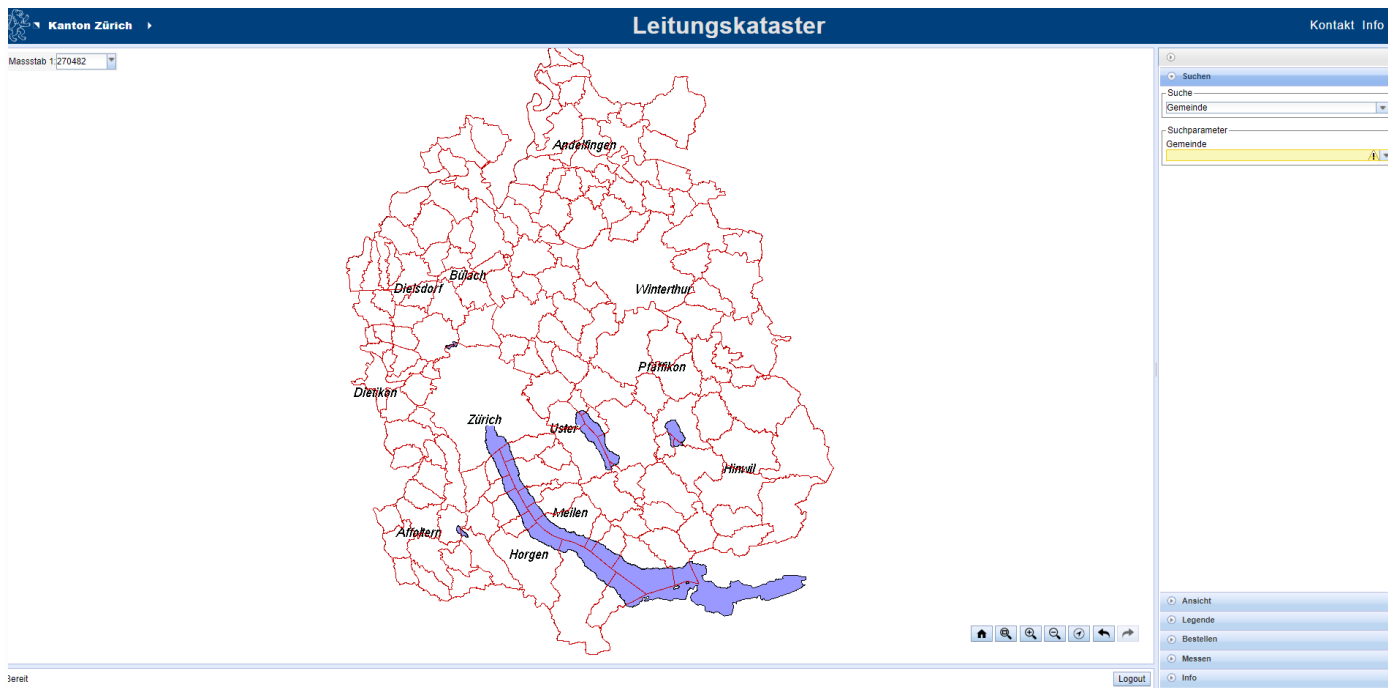 Kanton Zürich
Leitungskataster
Kontakt Info
Massstab 1:270482
Suchen
Suche
Gemeinde
Suchparameter
Gemeinde
Andelfingen
Bülach
Dielsdorf
Winterthur
Pfäffikon
Dietikon
Zürich
Uster
Hinwil
Meilen
Affoltern
Horgen
Ansicht
Legende
Bestellen
Messen
Info
Bereit
Logout